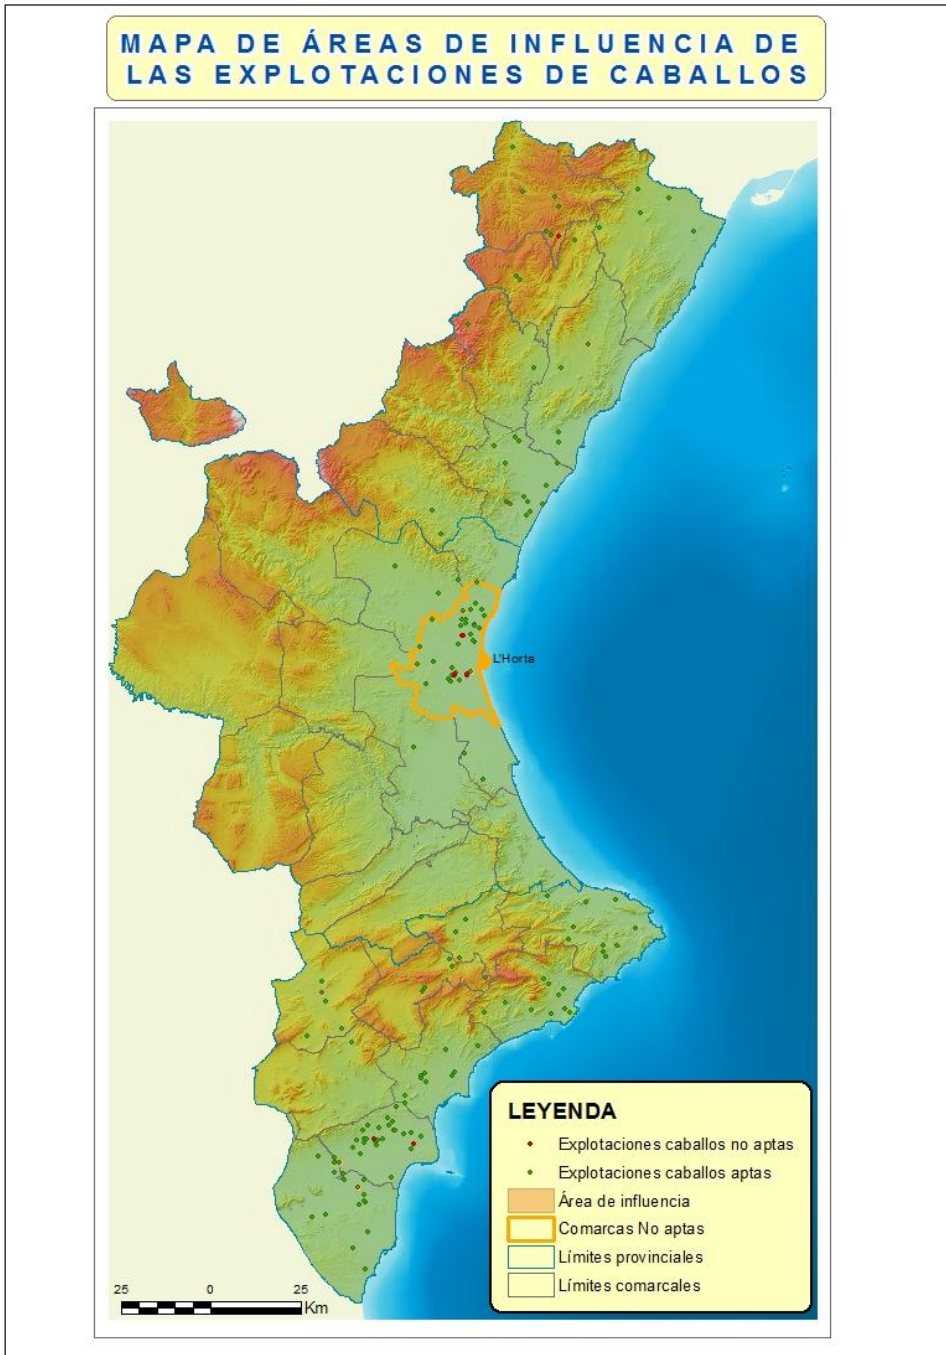 MAPA DE ÁREAS DE INFLUENCIA DE
LAS EXPLOTACIONES DE CABALLOS
L'Horta
LEYENDA
Explotaciones caballos no aptas
Explotaciones caballos aptas
Área de influencia
Comarcas No aptas
Límites provinciales
Límites comarcales
25 0 25
Km